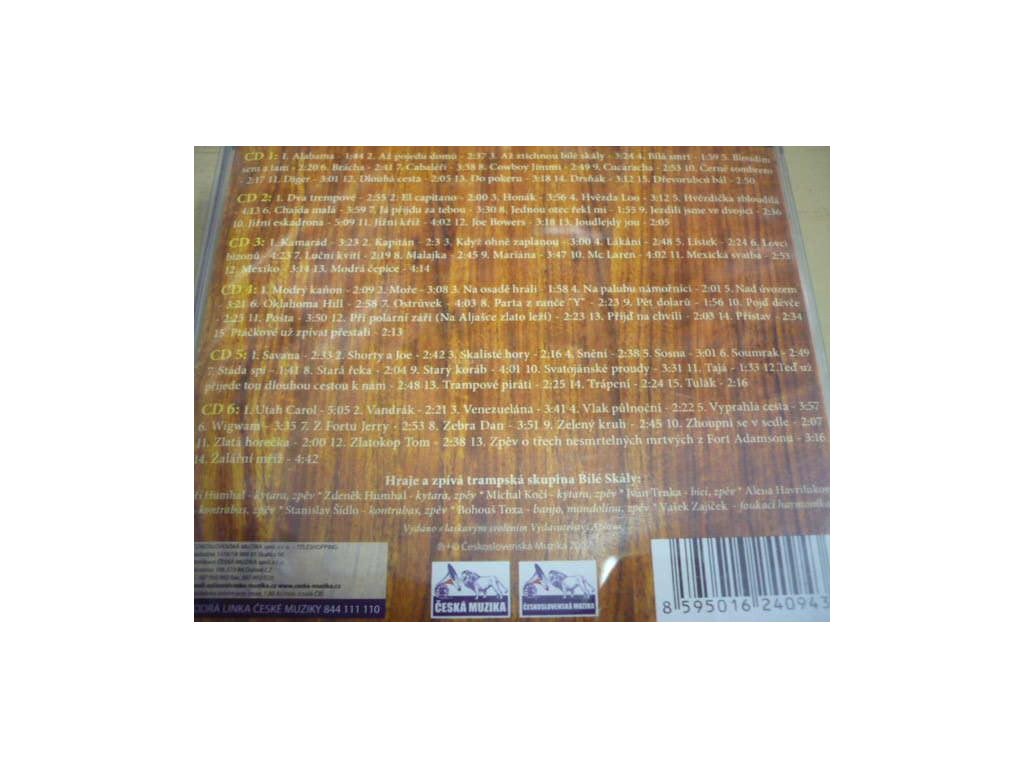 CD 1: 1. Alabama - 1:44 2. Až pojedu domů - 2:37 3. Až ztichnou bílé skály - 3:24 4. Bílá smrt - 1:59 5. Bloudím
sem a tam - 2:20 6. Brácha - 2:41 7. Cabaléři - 3:38 8. Cowboy Jimmi - 2:49 9. Cucaracha - 2:53 10. Černé sombrero
- 2:17 11. Diger - 3:01 12. Dlouhá cesta - 2:05 13. Do pokeru - 3:18 14. Drsňák - 3:12 15. Dřevorubců bál - 2:50
CD 2: 1. Dva trempové - 2:55 2. El capitano - 2:00 3. Honák - 3:56 4. Hvězda Lou - 3:12 5. Hvězdička zbloudilá
- 4:13 6. Chajda malá - 3:59 7. Já přijdu za tebou - 3:30 8. Jednou otec řekl mi - 1:55 9. Jezdili jsme ve dvojci - 2:36
10. Jižní eskadrona - 5:09 11. Jižní kříž - 4:02 12. Joe Bowers - 3:18 13. Joudlejdy jou - 2:05
CD 3: 1. Kamarád - 3:23 2. Kapitán - 2:3 3. Když ohně zaplanou - 3:00 4. Lákání - 2:48 5. Lístek - 2:24 6. Lovci
bizonů - 4:23 7. Luční kvítí - 2:19 8. Malajka - 2:45 9. Mariána - 3:47 10. Mc Laren - 4:02 11. Mexická svatba - 2:53
12. Mexiko - 3:14 13. Modrá čepice - 4:14
CD 4: 1. Modrý kaňon - 2:09 2. Moře - 3:08 3. Na osadě hráli - 1:58 4. Na palubu námořníci - 2:01 5. Nad úvozem
- 3:21 6. Oklahoma Hill - 2:58 7. Ostrůvek - 4:03 8. Parta z ranče "Y" - 2:23 9. Pět dolarů - 1:56 10. Pojď děvče
- 2:25 11. Pošta - 3:50 12. Při polární záři (Na Aljašce zlato leží) - 2:23 13. Přijď na chvíli - 2:03 14. Přístav - 2:34
15. Ptáčkové už zpívat přestali - 2:13
CD 5: 1. Savana - 2:33 2. Shorty a Joe - 2:42 3. Skalisté hory - 2:16 4. Snění - 2:38 5. Sosna - 3:01 6. Soumrak - 2:49
7. Stáda spí - 1:41 8. Stará řeka - 2:04 9. Starý koráb - 4:00 10. Svatojánské proudy - 3:31 11. Tajá - 1:33 12. Teď už
přijede tou dlouhou cestou k nám - 2:48 13. Trampové piráti - 2:25 14. Trápení - 2:24 15. Tulák - 2:16
CD 6: 1. Utah Carol - 5:05 2. Vandrák - 2:21 3. Venezuelána - 3:41 4. Vlak půlnoční - 2:22 5. Vyprahlá cesta - 3:57
6. Wigwam - 3:35 7. Z Fortu Jerry - 2:53 8. Zebra Dan - 3:51 9. Zelený kruh - 2:45 10. Zhoupni se v sedle - 2:07
11. Zlatá horečka - 2:00 12. Zlatokop Tom - 2:38 13. Zpěv o třech nesmrtelných mrtvých z Fort Adamsonu - 3:16
14. Žalářní mříž - 4:42
Hraje a zpívá trampská skupina Bílé Skály:
ří Humhal - kytara, zpěv * Zdeněk Humhal - kytara, zpěv * Michal Kočí - kytara, zpěv * Ivan Trnka - bicí, zpěv * Alena Havrilukov
kontrabas, zpěv * Stanislav Šídlo - kontrabas, zpěv * Bohouš Toxa - banjo, mandolína, zpěv * Vašek Zajíček - foukací harmonika
Vydáno s laskavým svolením Vydavatelství
Československá Muzika
ČESKOSLOVENSKÁ MUZIKA - TELESHOPPING
www.ceska-muzika.cz
ODRÁ LINKA ČESKÉ MUZIKY 844 111 110
ČESKÁ MUZIKA
ČESKOSLOVENSKÁ MUZIKA
8 595016 240943